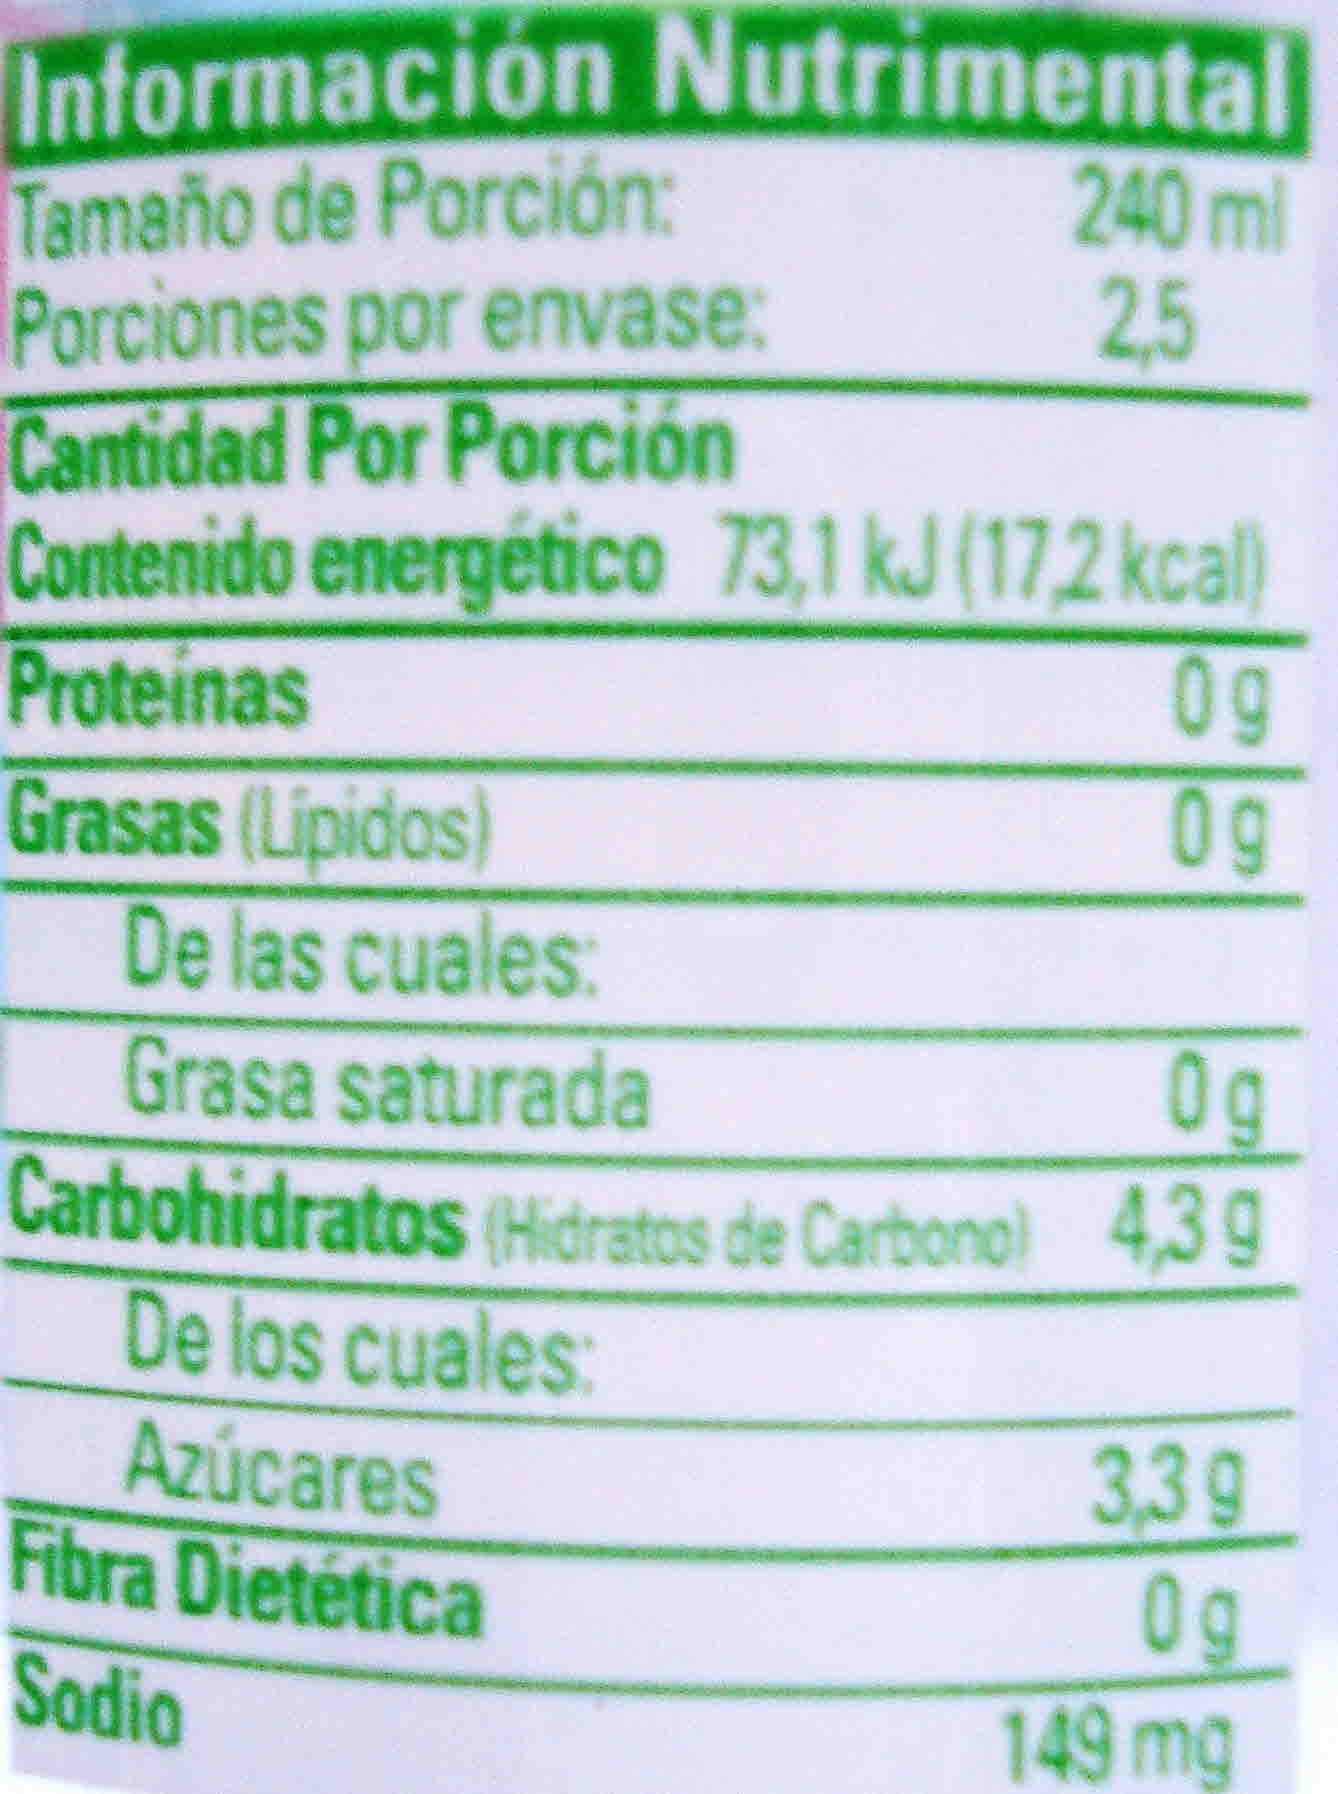 Información Nutrimental
Tamaño de Porción: 240 ml
Porciones por envase: 2,5
Cantidad Por Porción
Contenido energético 73,1 kJ (17,2 kcal)
Proteínas 0 g
Grasas (Lípidos) 0 g
De las cuales:
Grasa saturada 0 g
Carbohidratos (Hidratos de Carbono) 4,3 g
De los cuales:
Azúcares 3,3 g
Fibra Dietética 0 g
Sodio 149 mg